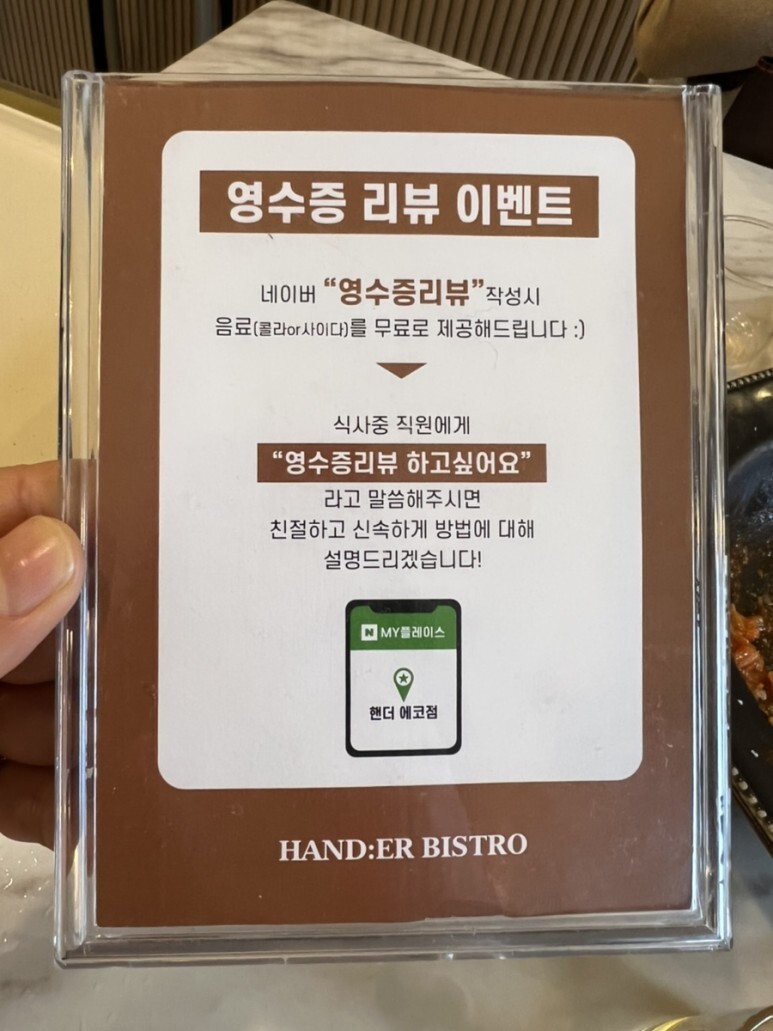 영수증 리뷰 이벤트
네이버 “영수증리뷰”작성시
음료(콜라or사이다)를 무료로 제공해드립니다 :)
식사중 직원에게
“영수증리뷰 하고싶어요”
라고 말씀해주시면
친절하고 신속하게 방법에 대해
설명드리겠습니다!
N MY플레이스
핸더 에코점
HAND:ER BISTRO